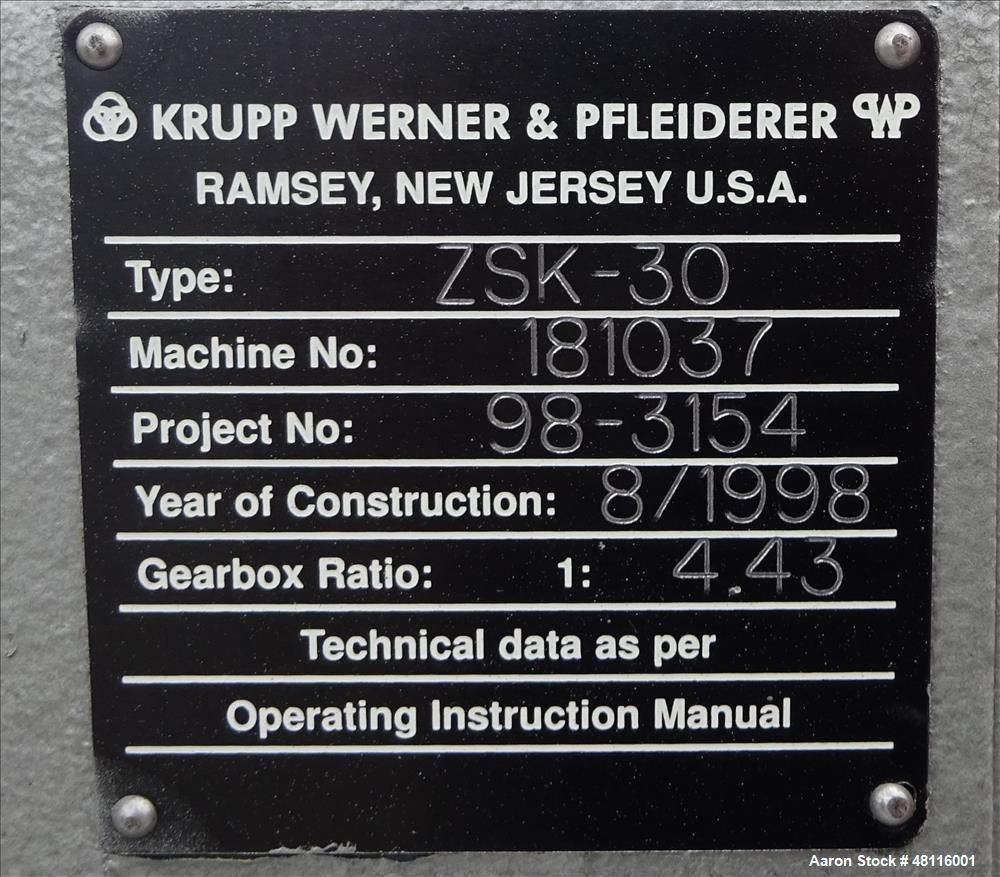 KRUPP WERNER & PFLEIDERER WP
RAMSEY, NEW JERSEY U.S.A.
Type: ZSK-30
Machine No: 181037
Project No: 98-3154
Year of Construction: 8/1998
Gearbox Ratio: 1: 4.43
Technical data as per
Operating Instruction Manual
Aaron Stock # 48116001